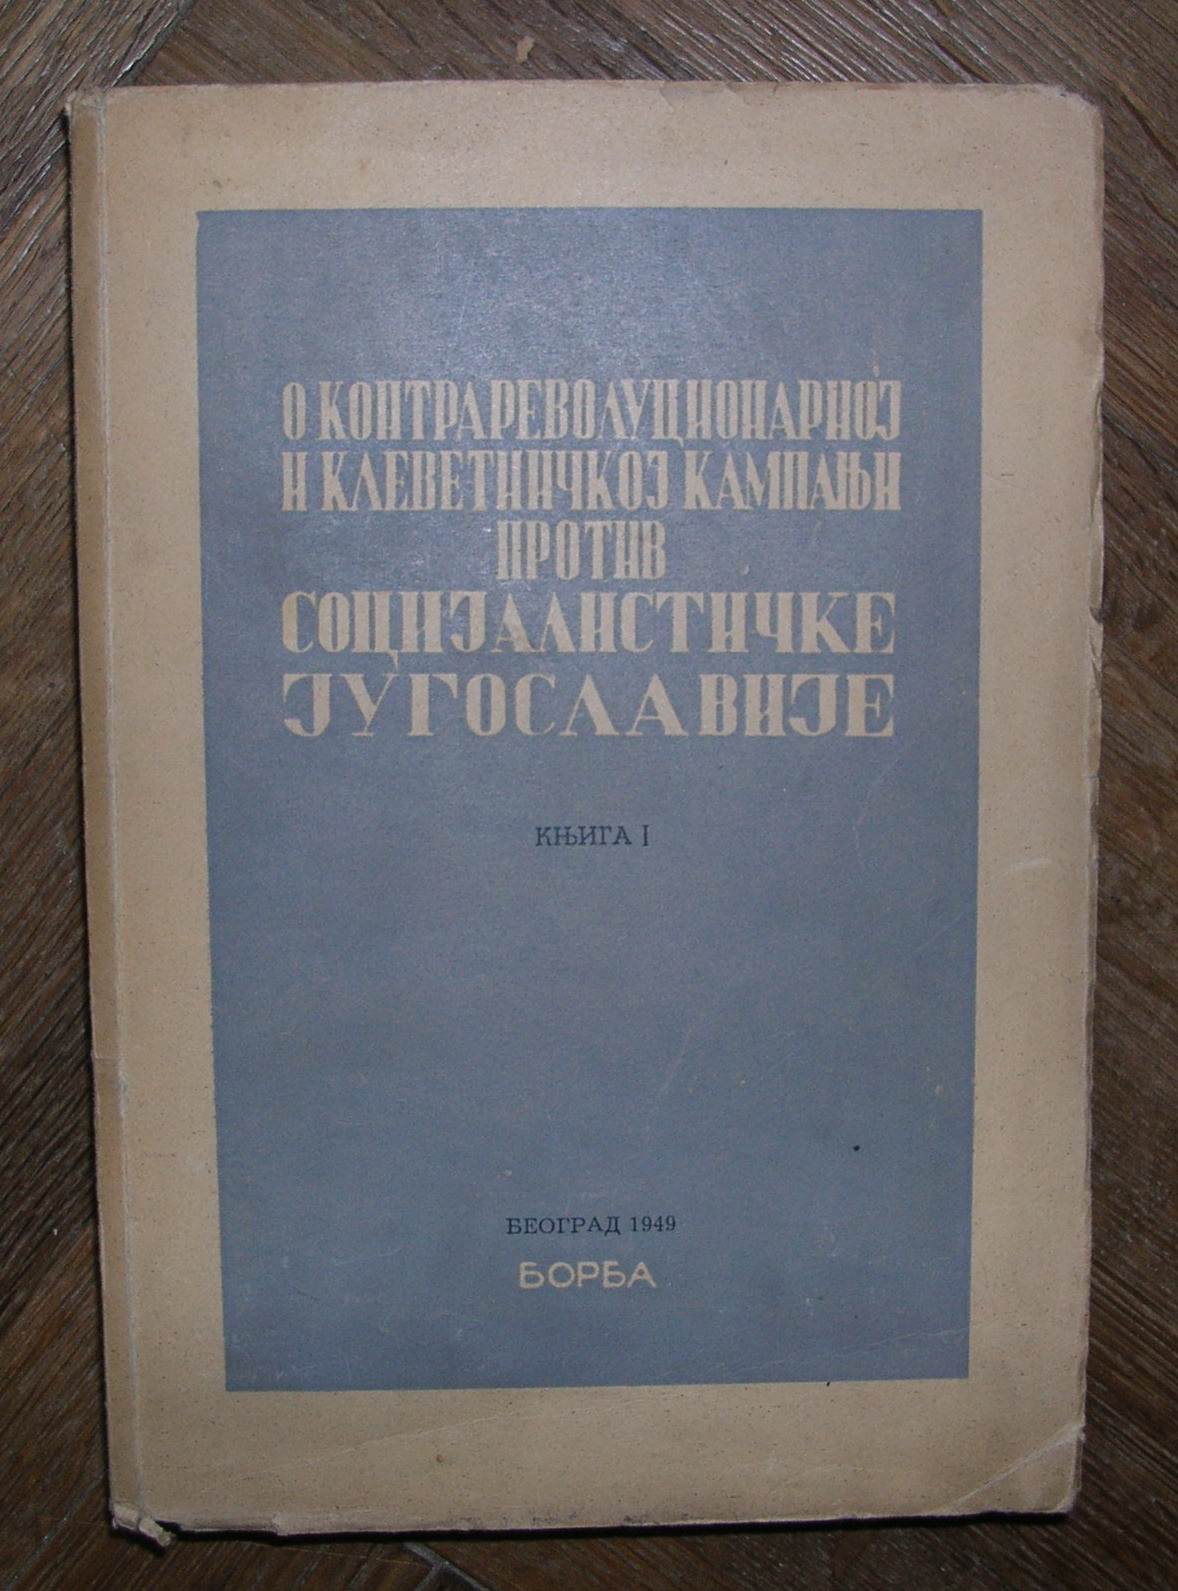 О КОНТРАРЕВОЛУЦИОНАРНОЈ
И КЛЕВЕТНИЧКОЈ КАМПАЊИ
ПРОТИВ
СОЦИЈАЛИСТИЧКЕ
ЈУГОСЛАВИЈЕ
КЊИГА I
БЕОГРАД 1949
БОРБА